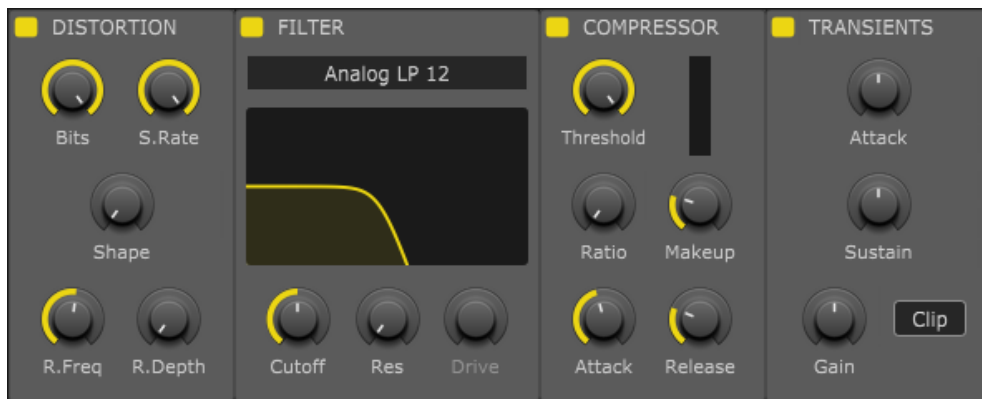 DISTORTION
Bits S.Rate
Shape
R.Freq R.Depth
FILTER
Analog LP 12
Cutoff Res Drive
COMPRESSOR
Threshold
Ratio Makeup
Attack Release
TRANSIENTS
Attack
Sustain
Gain Clip